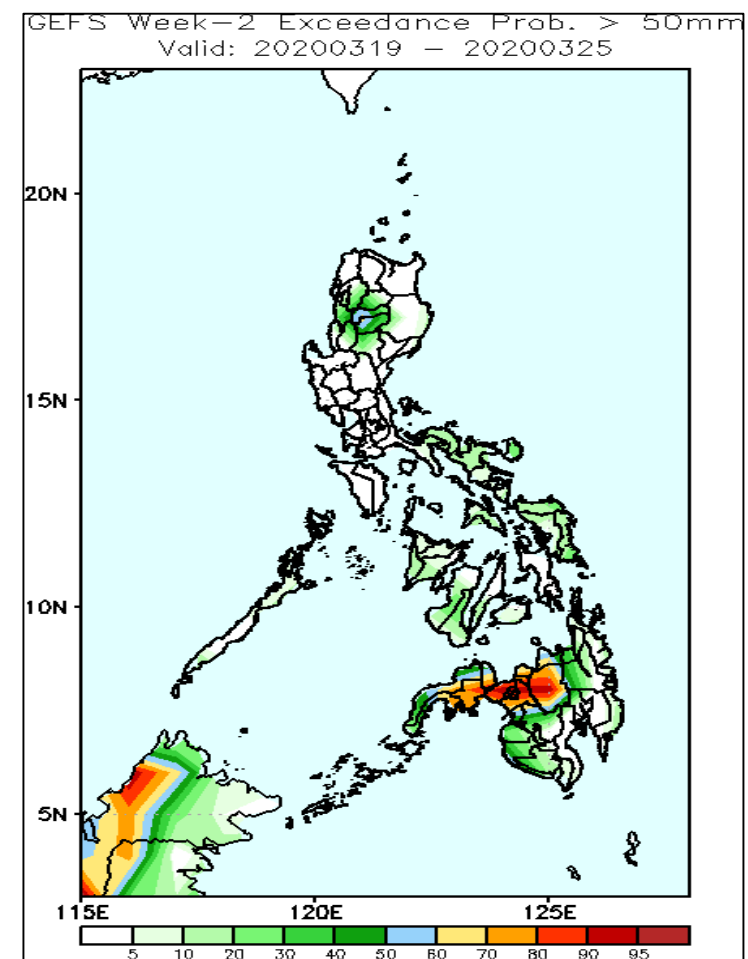 GEFS Week-2 Exceedance Prob. > 50mm
Valid: 20200319 - 20200325
20N
15N
10N
5N
115E 120E 125E
5 10 20 30 40 50 60 70 80 90 95